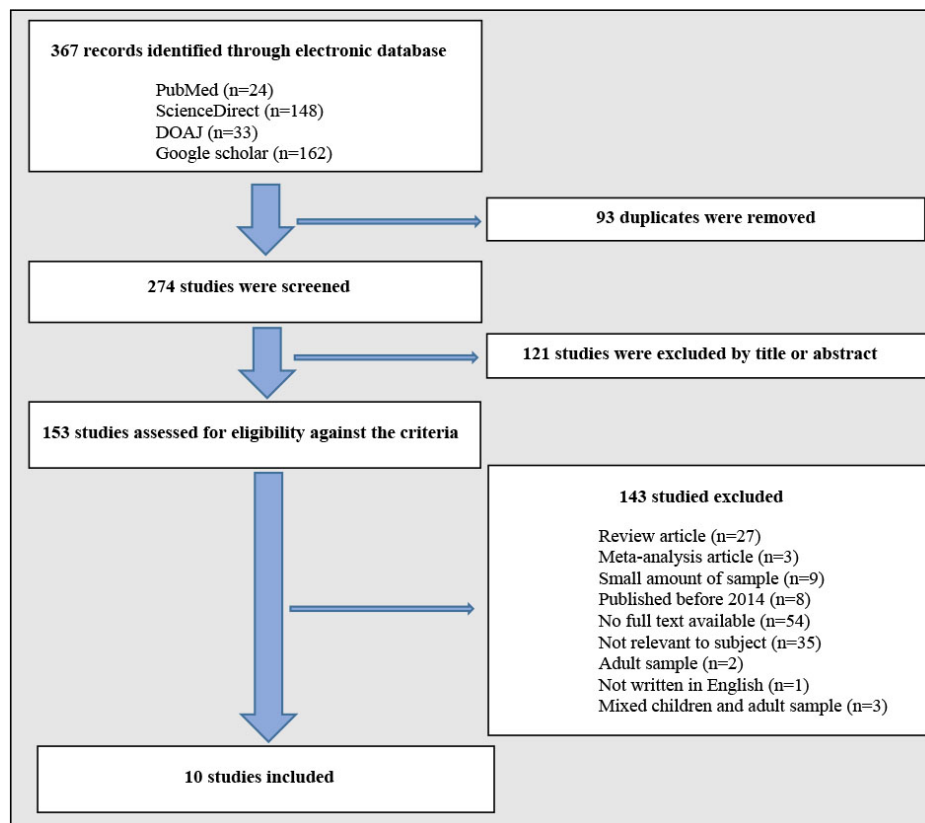 367 records identified through electronic database
PubMed (n=24)
ScienceDirect (n=148)
DOAJ (n=33)
Google scholar (n=162)
93 duplicates were removed
274 studies were screened
121 studies were excluded by title or abstract
153 studies assessed for eligibility against the criteria
143 studied excluded
Review article (n=27)
Meta-analysis article (n=3)
Small amount of sample (n=9)
Published before 2014 (n=8)
No full text available (n=54)
Not relevant to subject (n=35)
Adult sample (n=2)
Not written in English (n=1)
Mixed children and adult sample (n=3)
10 studies included